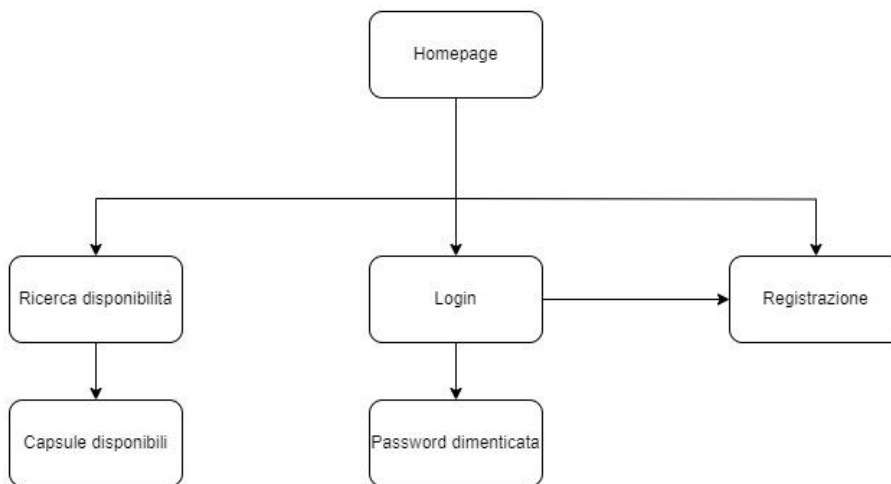 Homepage
Ricerca disponibilità
Login
Registrazione
Capsule disponibili
Password dimenticata